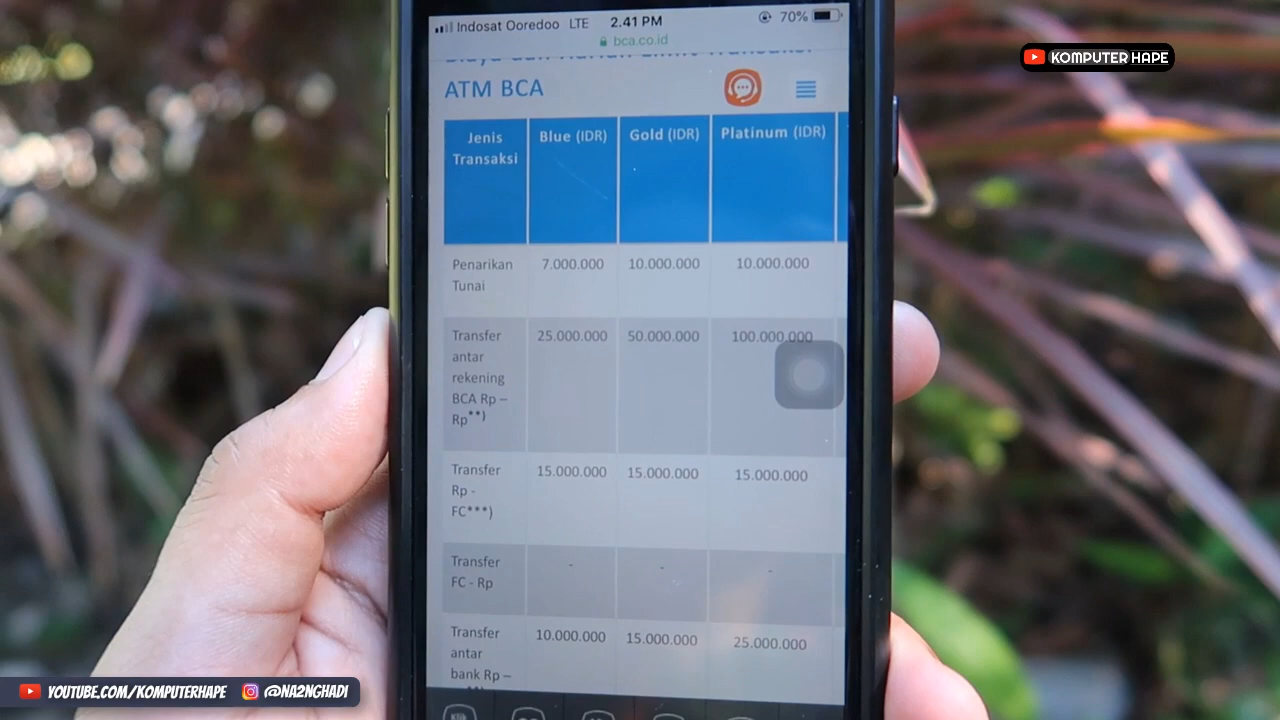 Indosat Ooredoo LTE 2.41 PM 70%
bca.co.id
KOMPUTER HAPE
ATM BCA
Jenis Transaksi
Blue (IDR)
Gold (IDR)
Platinum (IDR)
Penarikan Tunai
7.000.000
10.000.000
10.000.000
Transfer antar rekening BCA Rp – Rp**)
25.000.000
50.000.000
100.000.000
Transfer Rp - FC***)
15.000.000
15.000.000
15.000.000
Transfer FC - Rp
-
-
-
Transfer antar bank Rp –
10.000.000
15.000.000
25.000.000
YOUTUBE.COM/KOMPUTERHAPE @NA2NGHADI